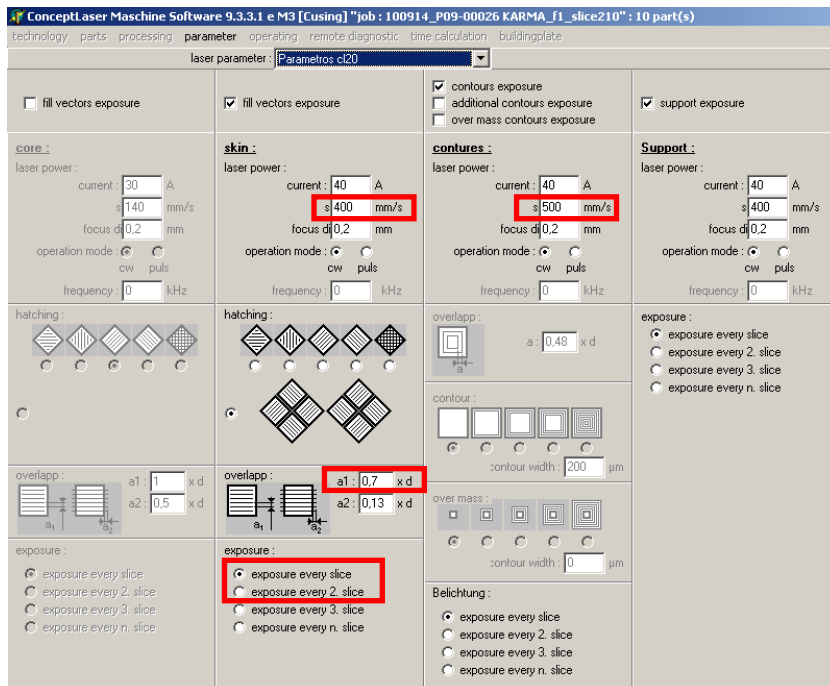 ConceptLaser Maschine Software 9.3.3.1 e M3 [Cusing] "job : 100914_P09-00026 KARMA_f1_slice210" : 10 part(s)
technology parts processing parameter operating remote diagnostic time calculation buildingplate
laser parameter : Parametros cl20
fill vectors exposure
core :
laser power :
current : 30 A
s 140 mm/s
focus di 0,2 mm
operation mode :
cw puls
frequency : 0 kHz
hatching :
overlapp :
a1 : 1 x d
a2 : 0,5 x d
a1 a2
exposure :
exposure every slice
exposure every 2. slice
exposure every 3. slice
exposure every n. slice
fill vectors exposure
skin :
laser power :
current : 40 A
s 400 mm/s
focus di 0,2 mm
operation mode :
cw puls
frequency : 0 kHz
hatching :
overlapp :
a1 : 0,7 x d
a2 : 0,13 x d
a1 a2
exposure :
exposure every slice
exposure every 2. slice
exposure every 3. slice
exposure every n. slice
contours exposure
additional contours exposure
over mass contours exposure
contures :
laser power :
current : 40 A
s 500 mm/s
focus di 0,2 mm
operation mode :
cw puls
frequency : 0 kHz
overlapp :
a : 0,48 x d
a
contour :
contour width : 200 µm
over mass :
contour width : 0 µm
Belichtung :
exposure every slice
exposure every 2. slice
exposure every 3. slice
exposure every n. slice
support exposure
Support :
laser power :
current : 40 A
s 400 mm/s
focus di 0,2 mm
operation mode :
cw puls
frequency : 0 kHz
exposure :
exposure every slice
exposure every 2. slice
exposure every 3. slice
exposure every n. slice